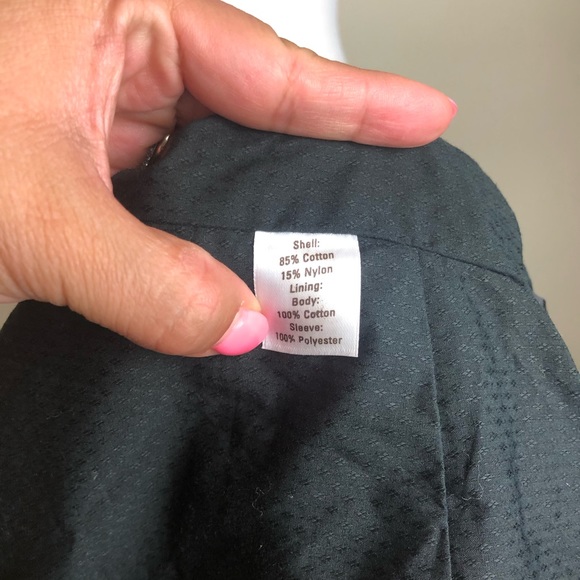 Shell:
85% Cotton
15% Nylon
Lining:
Body:
100% Cotton
Sleeve:
100% Polyester